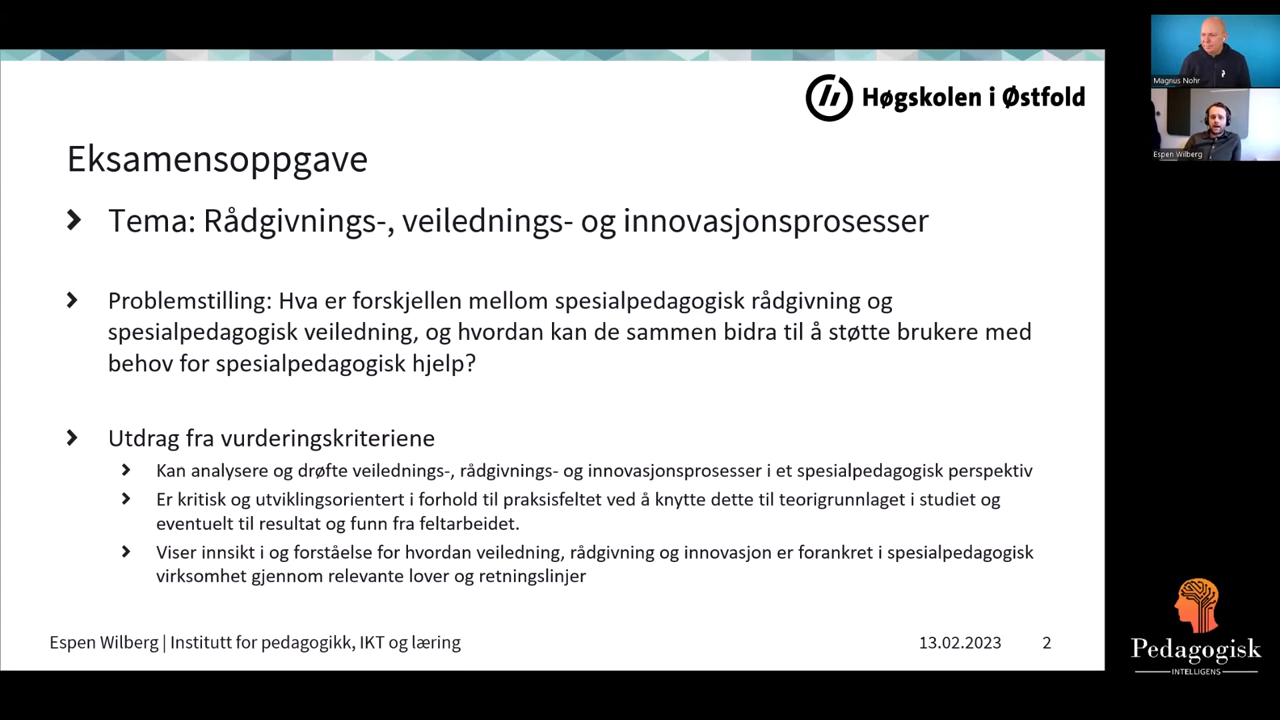 Høgskolen i Østfold
Magnus Nohr
Espen Wilberg
Eksamensoppgave
Tema: Rådgivnings-, veilednings- og innovasjonsprosesser
Problemstilling: Hva er forskjellen mellom spesialpedagogisk rådgivning og
spesialpedagogisk veiledning, og hvordan kan de sammen bidra til å støtte brukere med
behov for spesialpedagogisk hjelp?
Utdrag fra vurderingskriteriene
Kan analysere og drøfte veilednings-, rådgivnings- og innovasjonsprosesser i et spesialpedagogisk perspektiv
Er kritisk og utviklingsorientert i forhold til praksisfeltet ved å knytte dette til teorigrunnlaget i studiet og
eventuelt til resultat og funn fra feltarbeidet.
Viser innsikt i og forståelse for hvordan veiledning, rådgivning og innovasjon er forankret i spesialpedagogisk
virksomhet gjennom relevante lover og retningslinjer
Espen Wilberg | Institutt for pedagogikk, IKT og læring
13.02.2023
2
Pedagogisk
INTELLIGENS